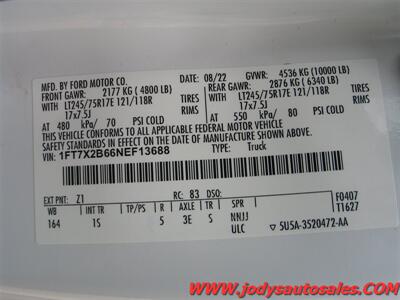 MFD. BY FORD MOTOR CO.
DATE: 08/22 GVWR: 4536 KG (10000 LB)
FRONT GAWR: 2177 KG ( 4800 LB) REAR GAWR: 2876 KG ( 6340 LB)
WITH LT245/75R17E 121/118R TIRES WITH LT245/75R17E 121/118R TIRES
17x7.5J RIMS 17x7.5J RIMS
AT 480 kPa/ 70 PSI COLD AT 550 kPa/ 80 PSI COLD
THIS VEHICLE CONFORMS TO ALL APPLICABLE FEDERAL MOTOR VEHICLE
SAFETY STANDARDS IN EFFECT ON THE DATE OF MANUFACTURE SHOWN ABOVE.
VIN: 1FT7X2B66NEF13688 TYPE: Truck
EXT PNT: Z1 RC: 83 DSO: F0407
WB INT TR TP/PS R AXLE TR SPR T1627
164 1S 5 3E S NNJJ
ULC 5U5A-3520472-AA
www.jodysautosales.com